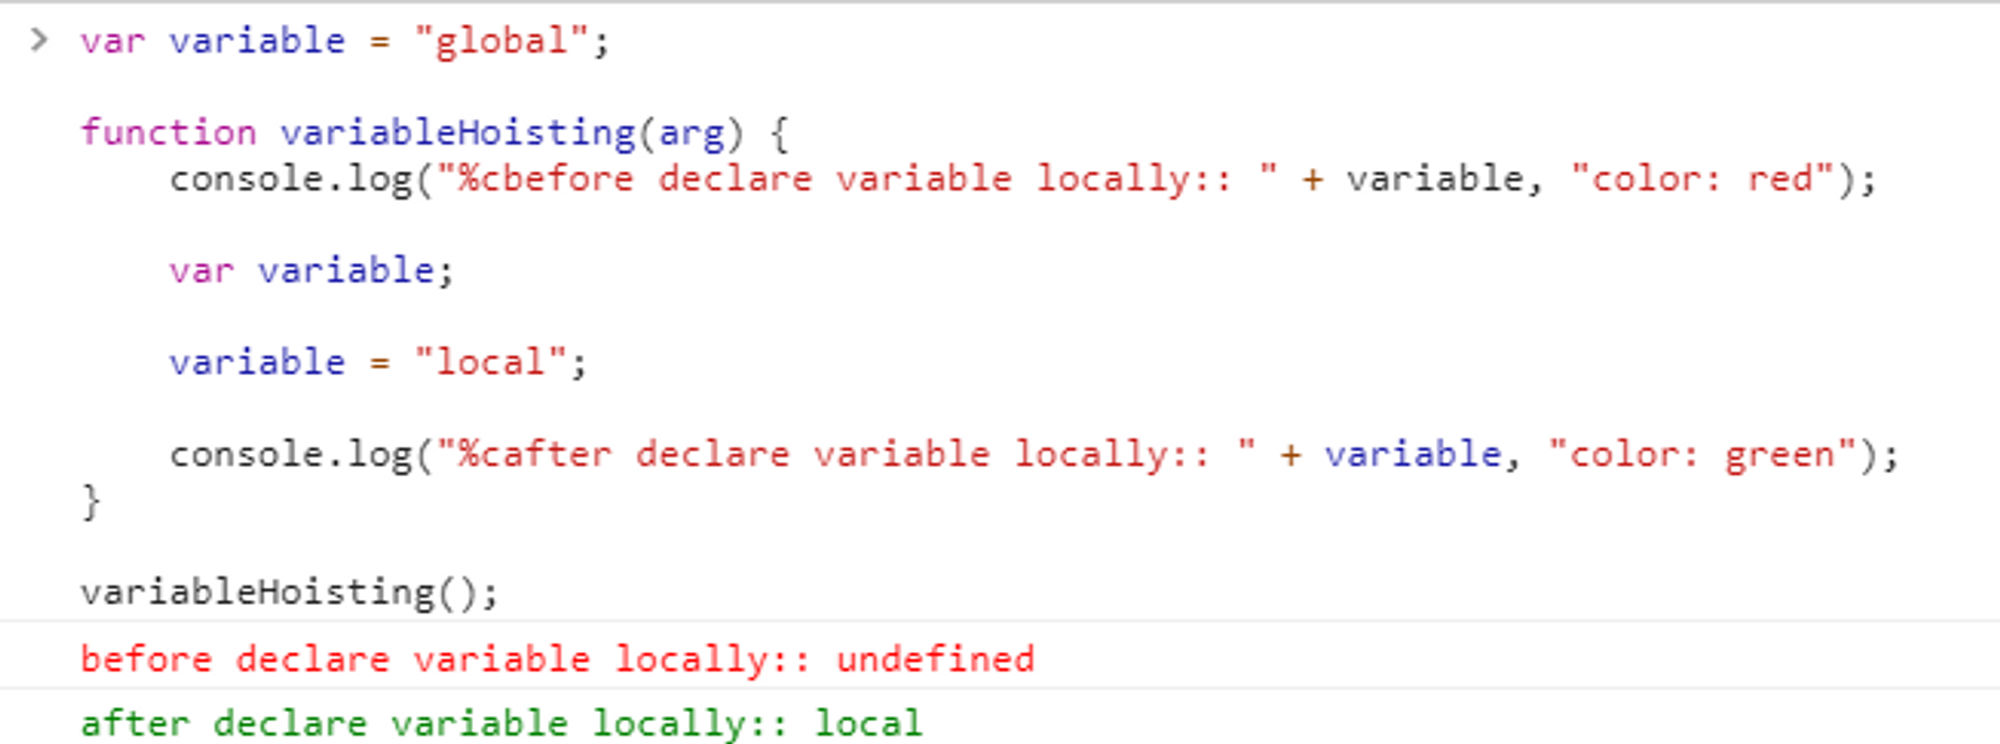 > var variable = "global";
function variableHoisting(arg) {
console.log("%cbefore declare variable locally:: " + variable, "color: red");
var variable;
variable = "local";
console.log("%cafter declare variable locally:: " + variable, "color: green");
}
variableHoisting();
before declare variable locally:: undefined
after declare variable locally:: local